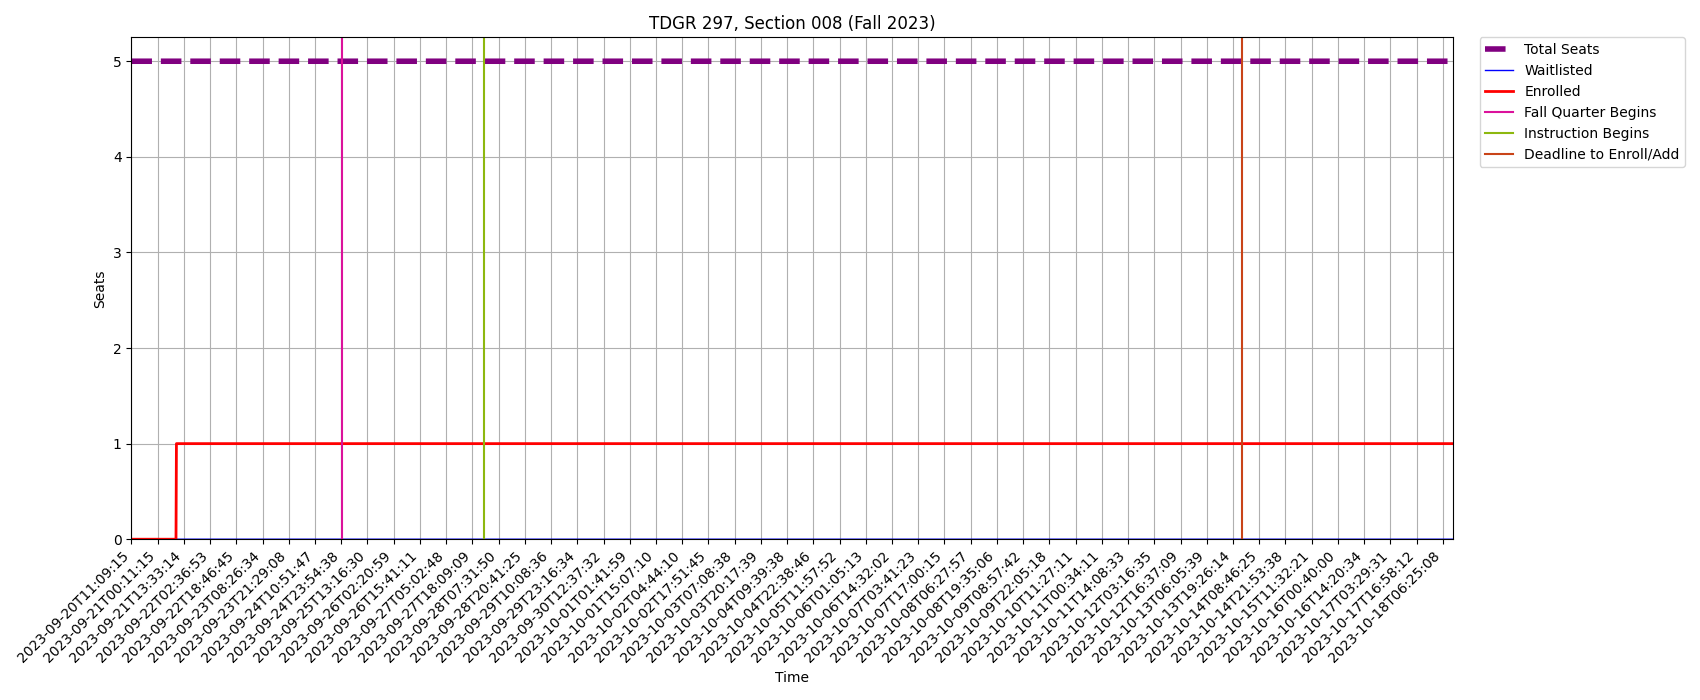 TDGR 297, Section 008 (Fall 2023)
Total Seats
Waitlisted
Enrolled
Fall Quarter Begins
Instruction Begins
Deadline to Enroll/Add
Seats
5
4
3
2
1
0
2023-09-20T11:09:15
2023-09-21T00:11:15
2023-09-21T13:33:14
2023-09-22T02:36:53
2023-09-22T18:46:45
2023-09-23T08:26:34
2023-09-23T21:29:08
2023-09-24T10:51:47
2023-09-24T23:54:38
2023-09-25T13:16:30
2023-09-26T02:20:59
2023-09-26T15:41:11
2023-09-27T05:02:48
2023-09-27T18:09:09
2023-09-28T07:31:50
2023-09-28T20:41:25
2023-09-29T10:08:36
2023-09-29T23:16:34
2023-09-30T12:37:32
2023-10-01T01:41:59
2023-10-01T15:07:10
2023-10-02T04:44:10
2023-10-02T17:51:45
2023-10-03T07:08:38
2023-10-03T20:17:39
2023-10-04T09:39:38
2023-10-04T22:38:46
2023-10-05T11:57:52
2023-10-06T01:05:13
2023-10-06T14:32:02
2023-10-07T03:41:23
2023-10-07T17:00:15
2023-10-08T06:27:57
2023-10-08T19:35:06
2023-10-09T08:57:42
2023-10-09T22:05:18
2023-10-10T11:27:11
2023-10-11T00:34:11
2023-10-11T14:08:33
2023-10-12T03:16:35
2023-10-12T16:37:09
2023-10-13T06:05:39
2023-10-13T19:26:14
2023-10-14T08:46:25
2023-10-14T21:53:38
2023-10-15T11:32:21
2023-10-16T00:40:00
2023-10-16T14:20:34
2023-10-17T03:29:31
2023-10-17T16:58:12
2023-10-18T06:25:08
Time